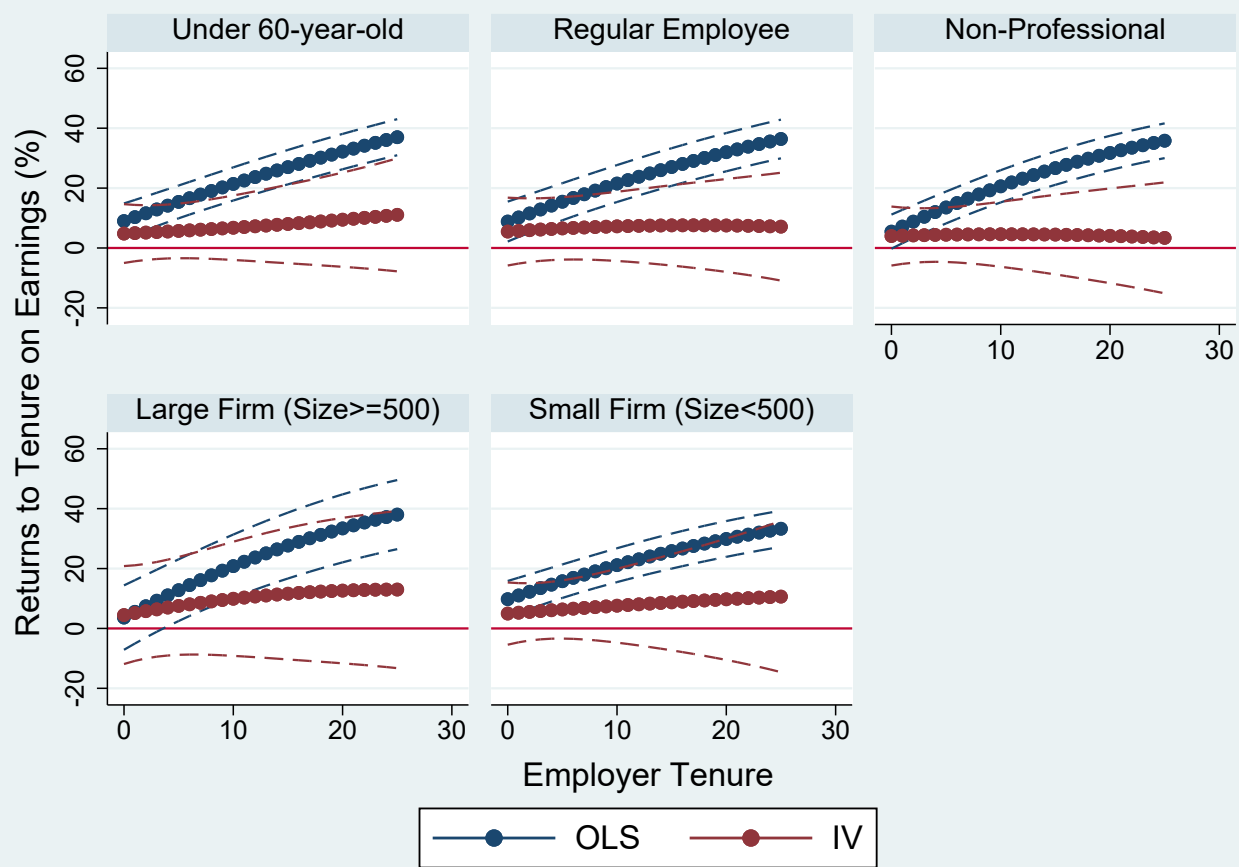 Under 60-year-old
Regular Employee
Non-Professional
Returns to Tenure on Earnings (%)
60
40
20
0
-20
0 10 20 30
Large Firm (Size>=500)
Small Firm (Size<500)
60
40
20
0
-20
0 10 20 30
0 10 20 30
Employer Tenure
OLS IV